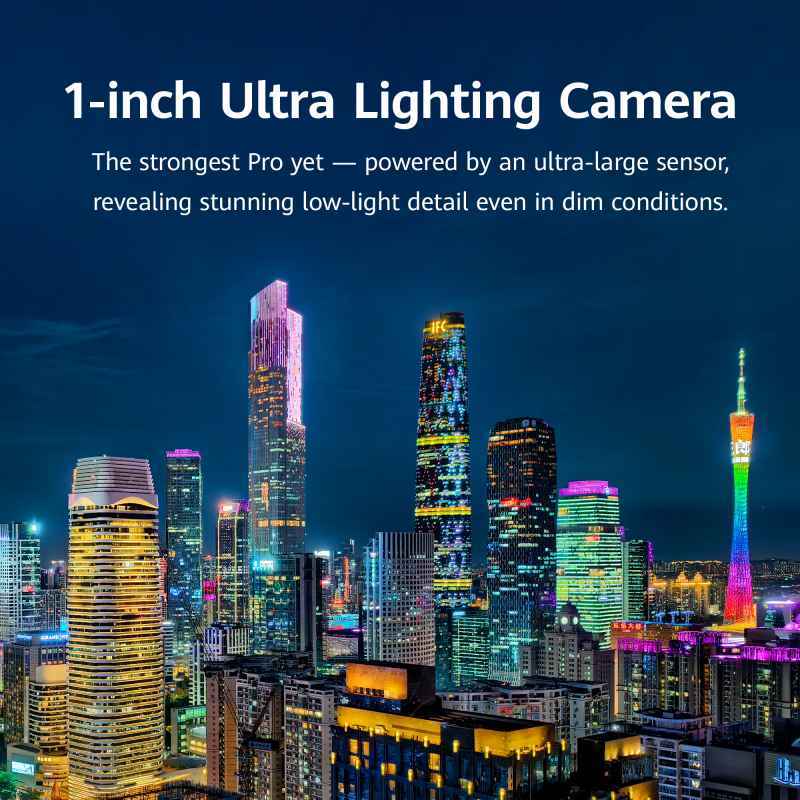 1-inch Ultra Lighting Camera
The strongest Pro yet — powered by an ultra-large sensor,
revealing stunning low-light detail even in dim conditions.
IFC